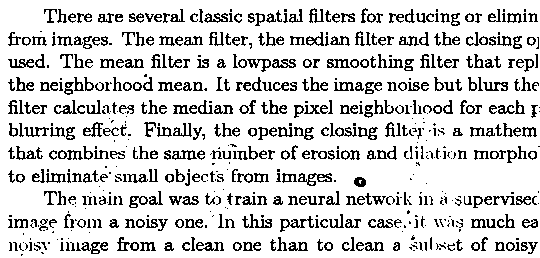 There are several classic spatial filters for reducing or elimin
from images. The mean filter, the median filter and the closing op
used. The mean filter is a lowpass or smoothing filter that repl
the neighborhood mean. It reduces the image noise but blurs the
filter calculates the median of the pixel neighborhood for each p
blurring effect. Finally, the opening closing filter is a mathem
that combines the same number of erosion and dilation morpho
to eliminate small objects from images.
The main goal was to train a neural network in a supervised
image from a noisy one. In this particular case, it was much ea
noisy image from a clean one than to clean a subset of noisy